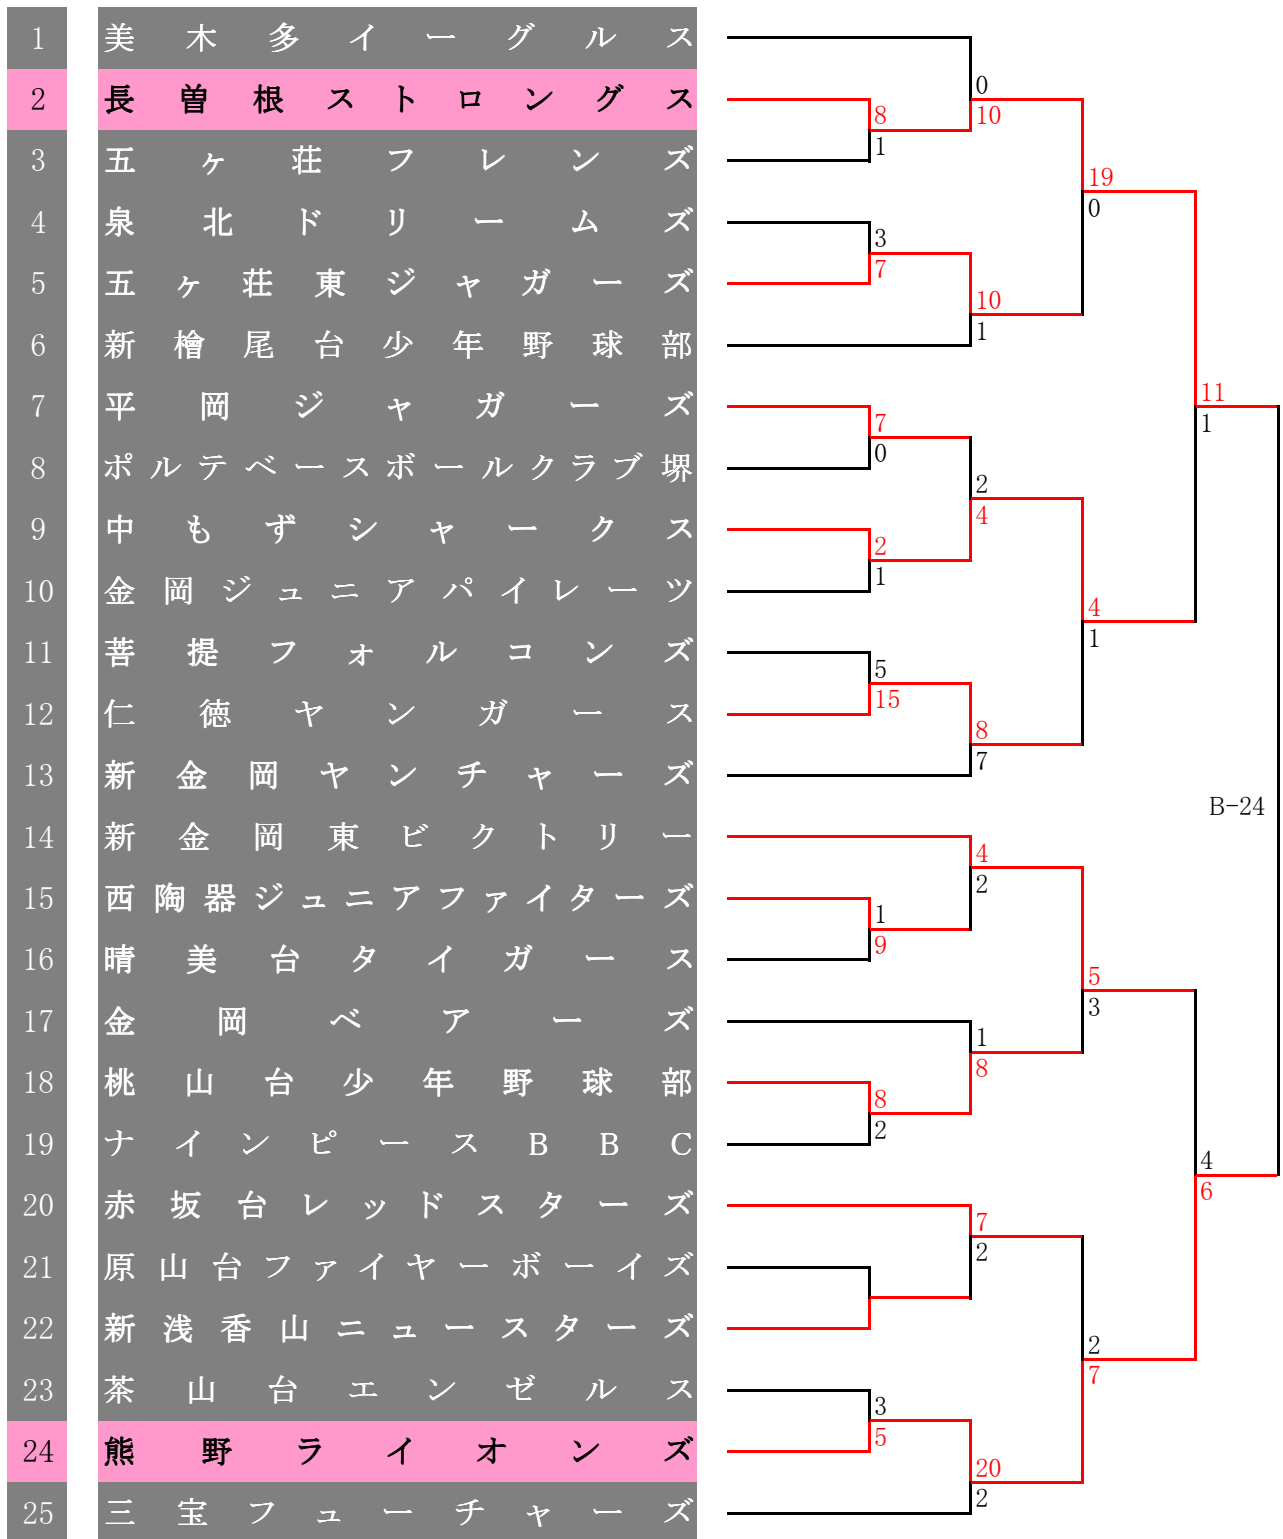 1 美木多イーグルス
2 長曽根ストロングス
3 五ヶ荘フレンズ
4 泉北ドリームズ
5 五ヶ荘東ジャガーズ
6 新檜尾台少年野球部
7 平岡ジャガーズ
8 ポルテベースボールクラブ堺
9 中もずシャークス
10 金岡ジュニアパイレーツ
11 菩提フォルコンズ
12 仁徳ヤンガース
13 新金岡ヤンチャーズ
14 新金岡東ビクトリー
15 西陶器ジュニアファイターズ
16 晴美台タイガース
17 金岡ベアーズ
18 桃山台少年野球部
19 ナインピースBBC
20 赤坂台レッドスターズ
21 原山台ファイヤーボーイズ
22 新浅香山ニュースターズ
23 茶山台エンゼルス
24 熊野ライオンズ
25 三宝フューチャーズ
8
1
3
7
7
0
2
1
5
15
1
9
8
2
3
5
0
10
10
1
2
4
8
7
4
2
1
8
7
2
20
2
19
0
4
1
5
3
2
7
11
1
4
6
B-24